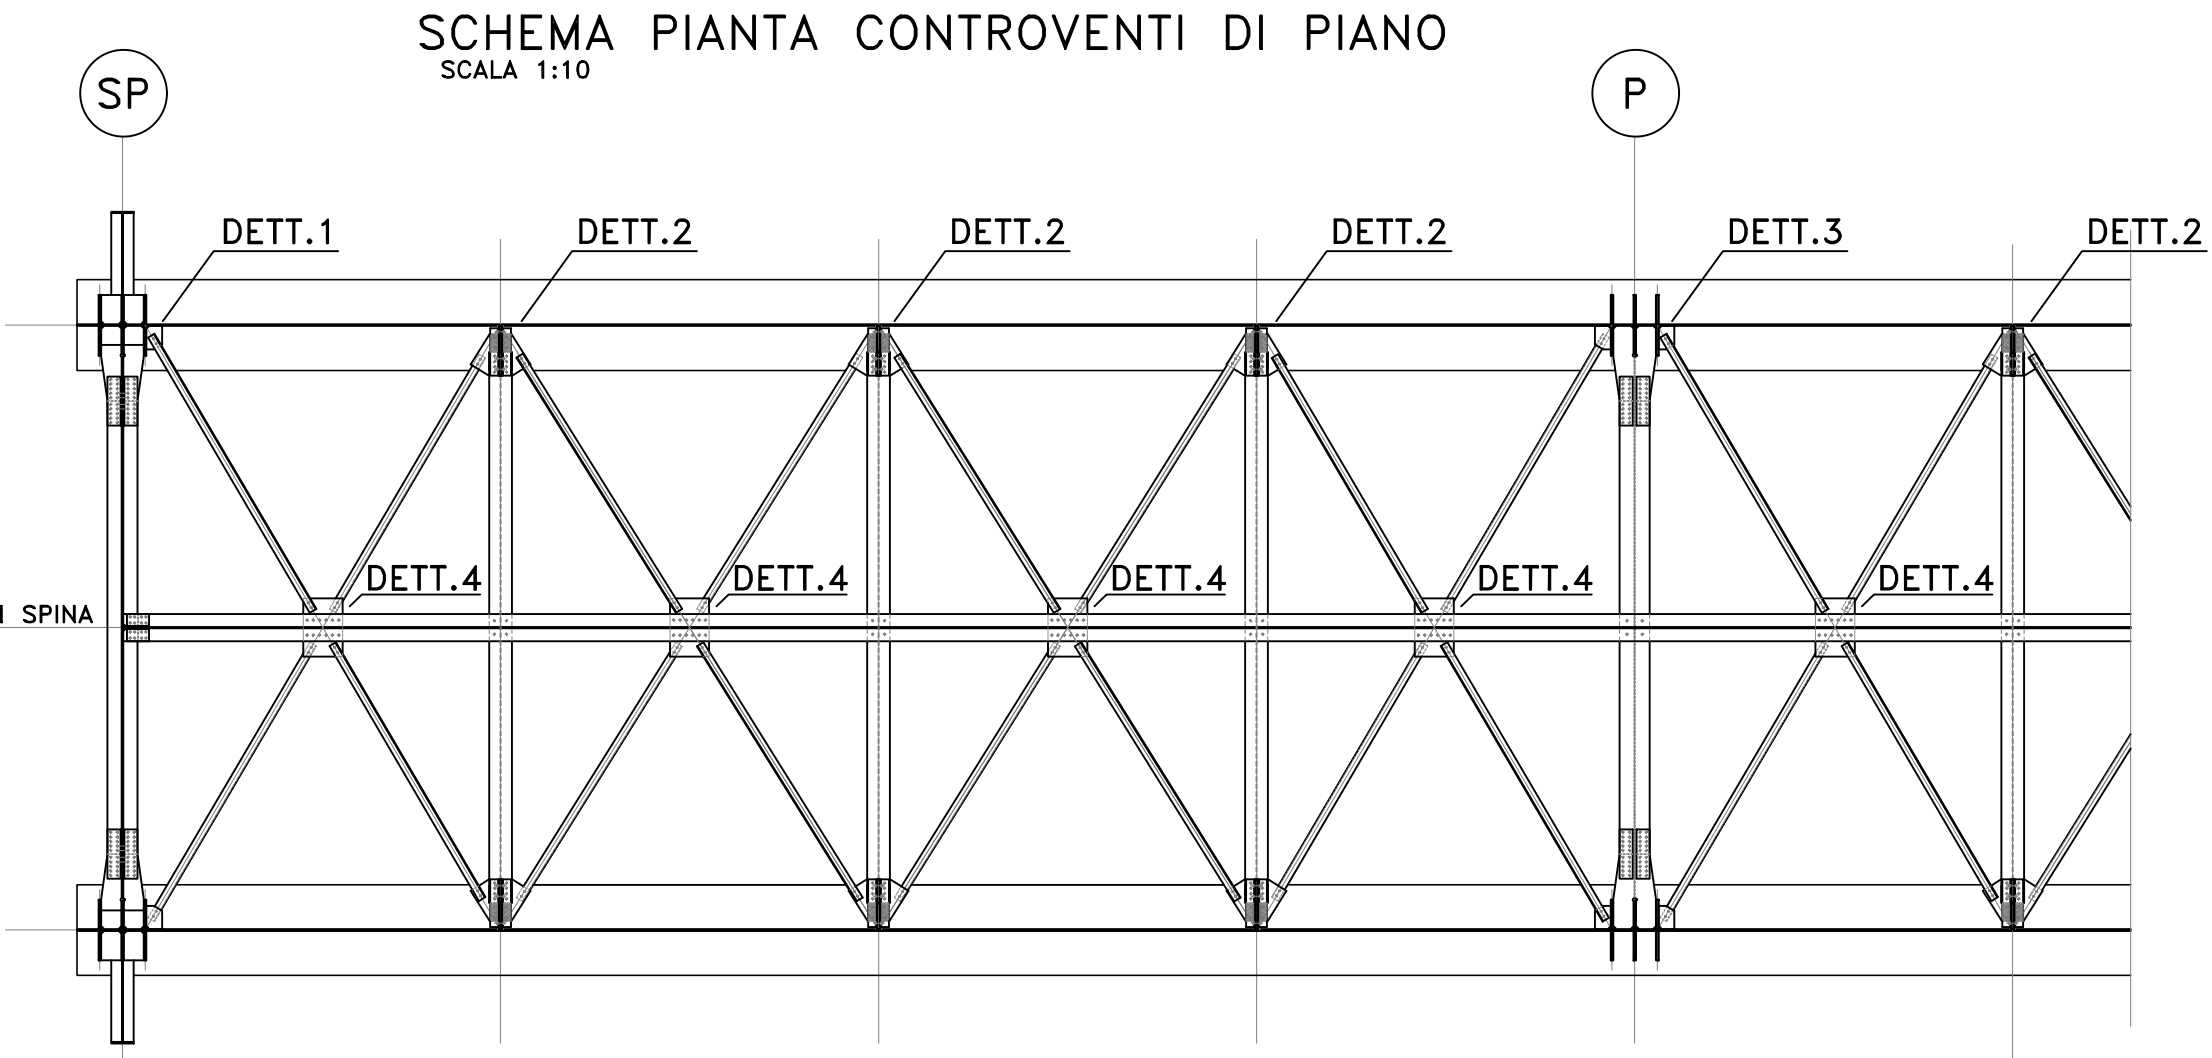 SCHEMA PIANTA CONTROVENTI DI PIANO
SCALA 1:10
SP
P
DETT.1
DETT.2
DETT.2
DETT.2
DETT.3
DETT.2
DETT.4
DETT.4
DETT.4
DETT.4
DETT.4
SPINA